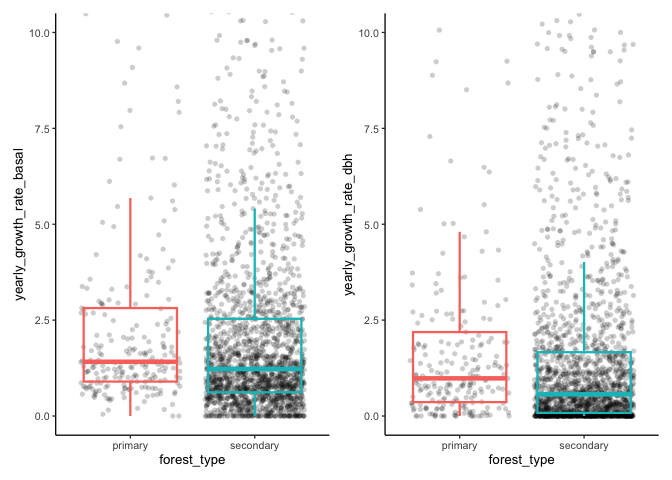 yearly_growth_rate_basal
10.0
7.5
5.0
2.5
0.0
primary secondary
forest_type
yearly_growth_rate_dbh
10.0
7.5
5.0
2.5
0.0
primary secondary
forest_type